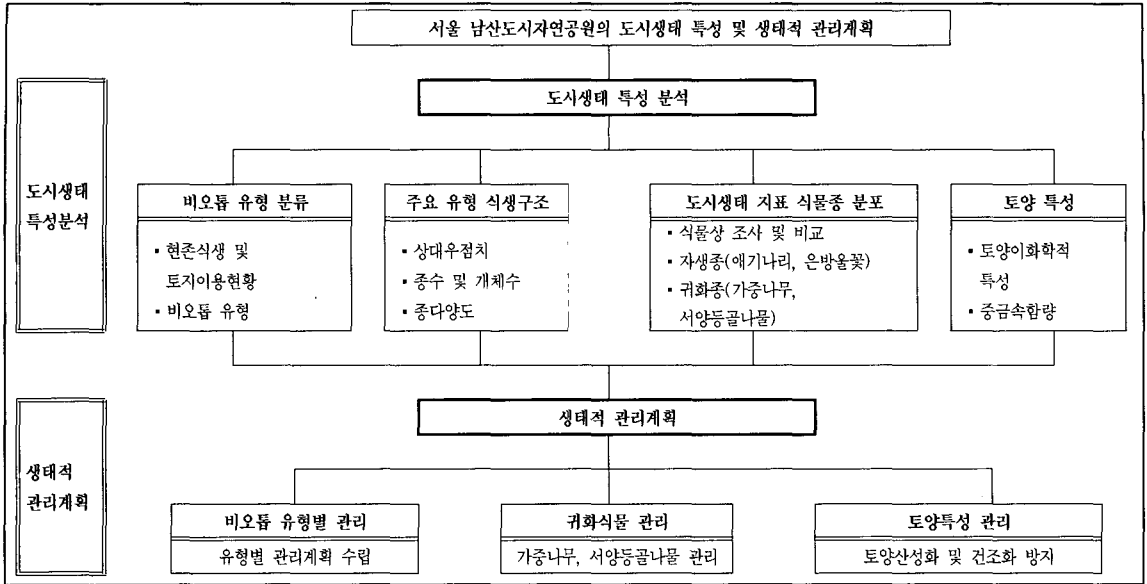 서울 남산도시자연공원의 도시생태 특성 및 생태적 관리계획
도시생태
특성분석
도시생태 특성 분석
비오톱 유형 분류
▪ 현존식생 및
토지이용현황
▪ 비오톱 유형
주요 유형 식생구조
▪ 상대우점치
▪ 종수 및 개체수
▪ 종다양도
도시생태 지표 식물종 분포
▪ 식물상 조사 및 비교
▪ 자생종(애기나리, 은방울꽃)
▪ 귀화종(가중나무,
서양등골나물)
토양 특성
▪ 토양이화학적
특성
▪ 중금속함량
생태적
관리계획
생태적 관리계획
비오톱 유형별 관리
유형별 관리계획 수립
귀화식물 관리
가중나무, 서양등골나물 관리
토양특성 관리
토양산성화 및 건조화 방지